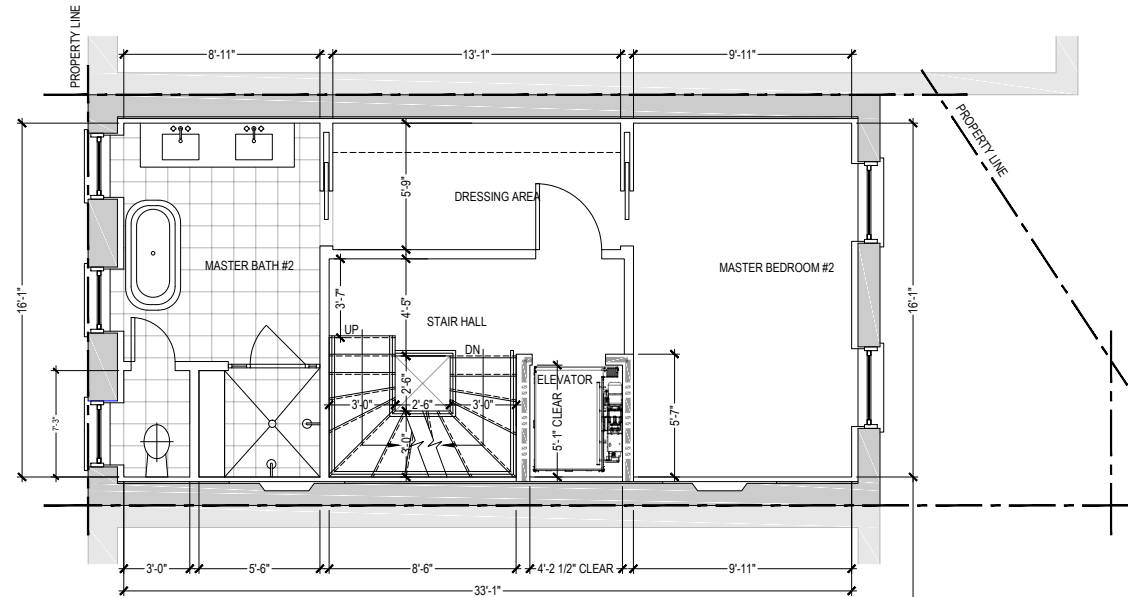 PROPERTY LINE
8'-11"
13'-1"
9'-11"
PROPERTY LINE
5'-9"
DRESSING AREA
MASTER BATH #2
MASTER BEDROOM #2
16'-1"
16'-1"
3'-7"
4'-5"
STAIR HALL
UP
DN
ELEVATOR
2'-6"
3'-0"
2'-6"
3'-0"
5'-1" CLEAR
5'-7"
7'-3"
3'-0"
3'-0"
5'-6"
8'-6"
4'-2 1/2" CLEAR
9'-11"
33'-1"